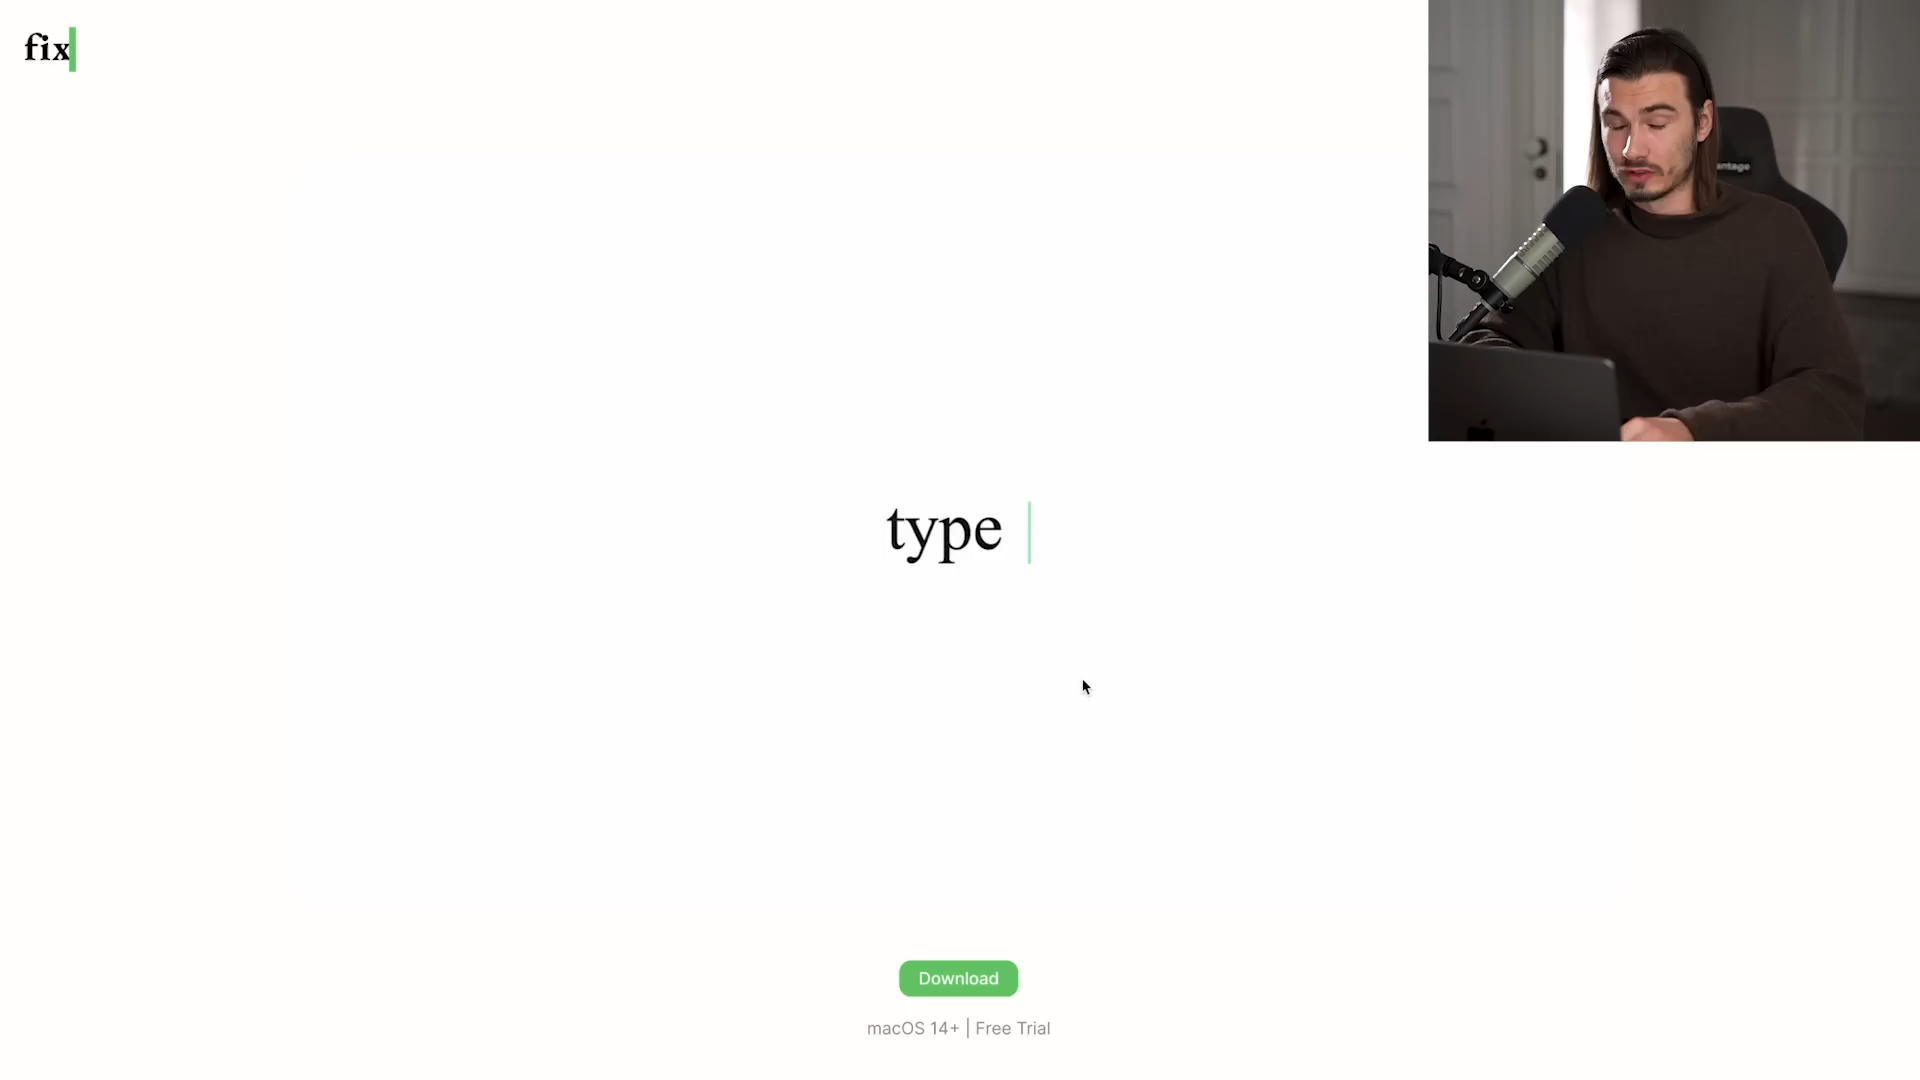 fix
type
Download
macOS 14+ | Free Trial